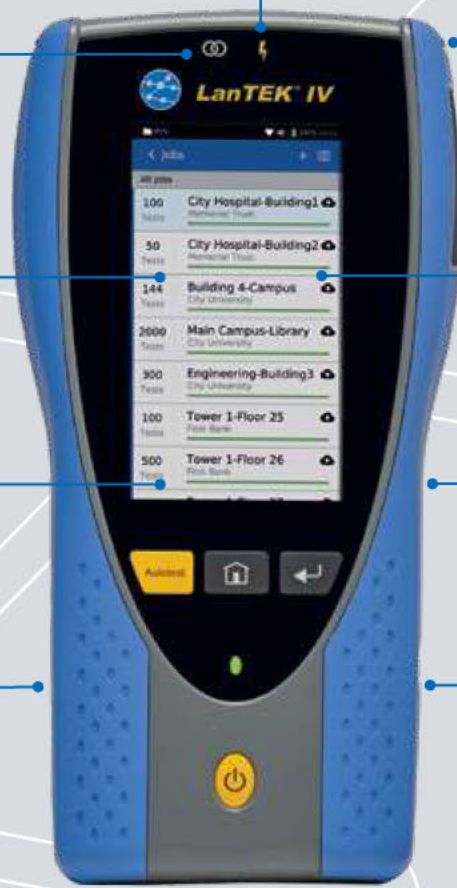 LanTEK® IV
< Jobs
All jobs
100 City Hospital-Building1
Tests Memorial Trust
50 City Hospital-Building2
Tests Memorial Trust
144 Building 4-Campus
Tests City University
2000 Main Campus-Library
Tests City University
300 Engineering-Building3
Tests City University
100 Tower 1-Floor 25
Tests First Bank
500 Tower 1-Floor 26
Tests First Bank
Autotest